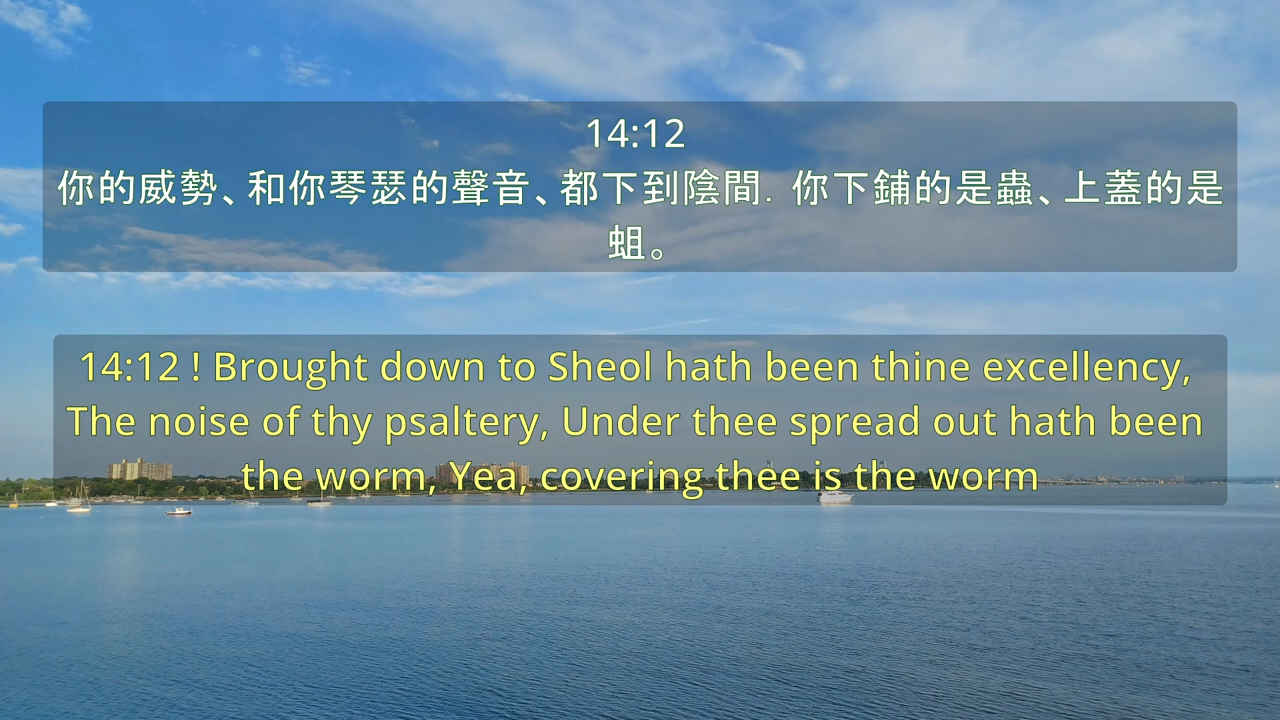 14:12
你的威勢、和你琴瑟的聲音、都下到陰間. 你下鋪的是蟲、上蓋的是
蛆。
14:12 ! Brought down to Sheol hath been thine excellency,
The noise of thy psaltery, Under thee spread out hath been
the worm, Yea, covering thee is the worm